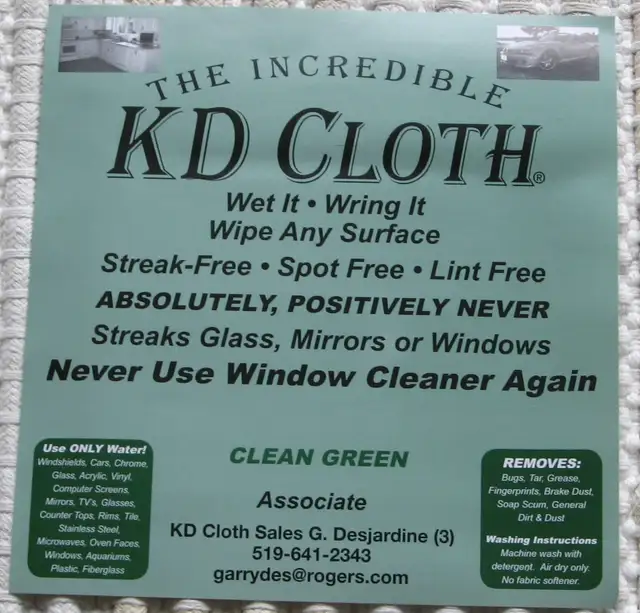 THE INCREDIBLE
KD CLOTH®
Wet It • Wring It
Wipe Any Surface
Streak-Free • Spot Free • Lint Free
ABSOLUTELY, POSITIVELY NEVER
Streaks Glass, Mirrors or Windows
Never Use Window Cleaner Again
Use ONLY Water!
Windshields, Cars, Chrome,
Glass, Acrylic, Vinyl,
Computer Screens,
Mirrors, TV's, Glasses,
Counter Tops, Rims, Tile,
Stainless Steel,
Microwaves, Oven Faces,
Windows, Aquariums,
Plastic, Fiberglass
CLEAN GREEN
Associate
KD Cloth Sales G. Desjardine (3)
519-641-2343
garrydes@rogers.com
REMOVES:
Bugs, Tar, Grease,
Fingerprints, Brake Dust,
Soap Scum, General
Dirt & Dust
Washing Instructions
Machine wash with
detergent. Air dry only.
No fabric softener.